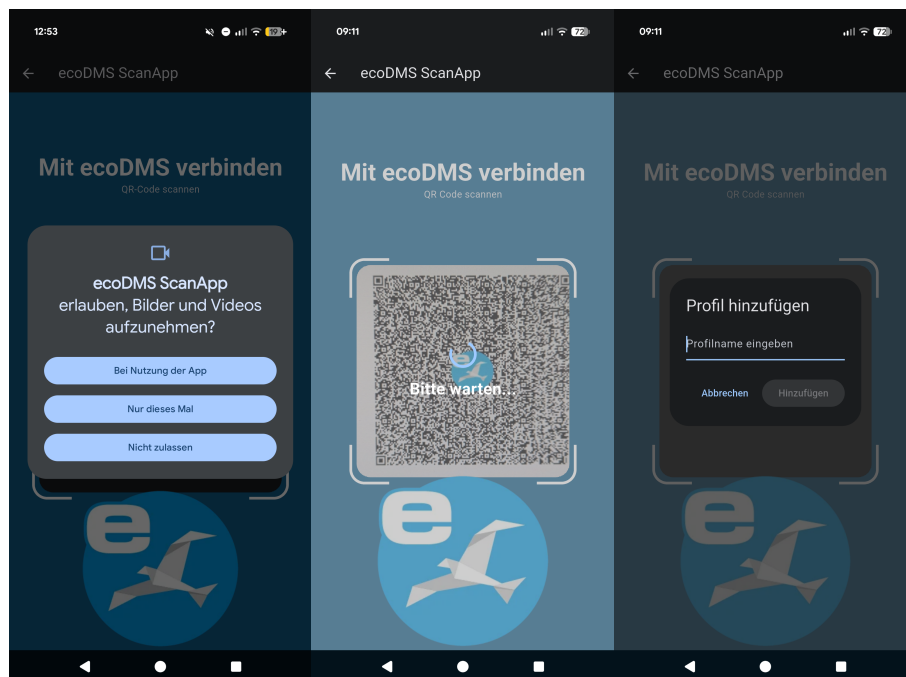 12:53
19
ecoDMS ScanApp
Mit ecoDMS verbinden
QR-Code scannen
ecoDMS ScanApp
erlauben, Bilder und Videos
aufzunehmen?
Bei Nutzung der App
Nur dieses Mal
Nicht zulassen
e
09:11
72
ecoDMS ScanApp
Mit ecoDMS verbinden
QR Code scannen
e
Bitte warten...
e
09:11
72
ecoDMS ScanApp
Mit ecoDMS verbinden
QR Code scannen
Profil hinzufügen
Profilname eingeben
Abbrechen
Hinzufügen
e